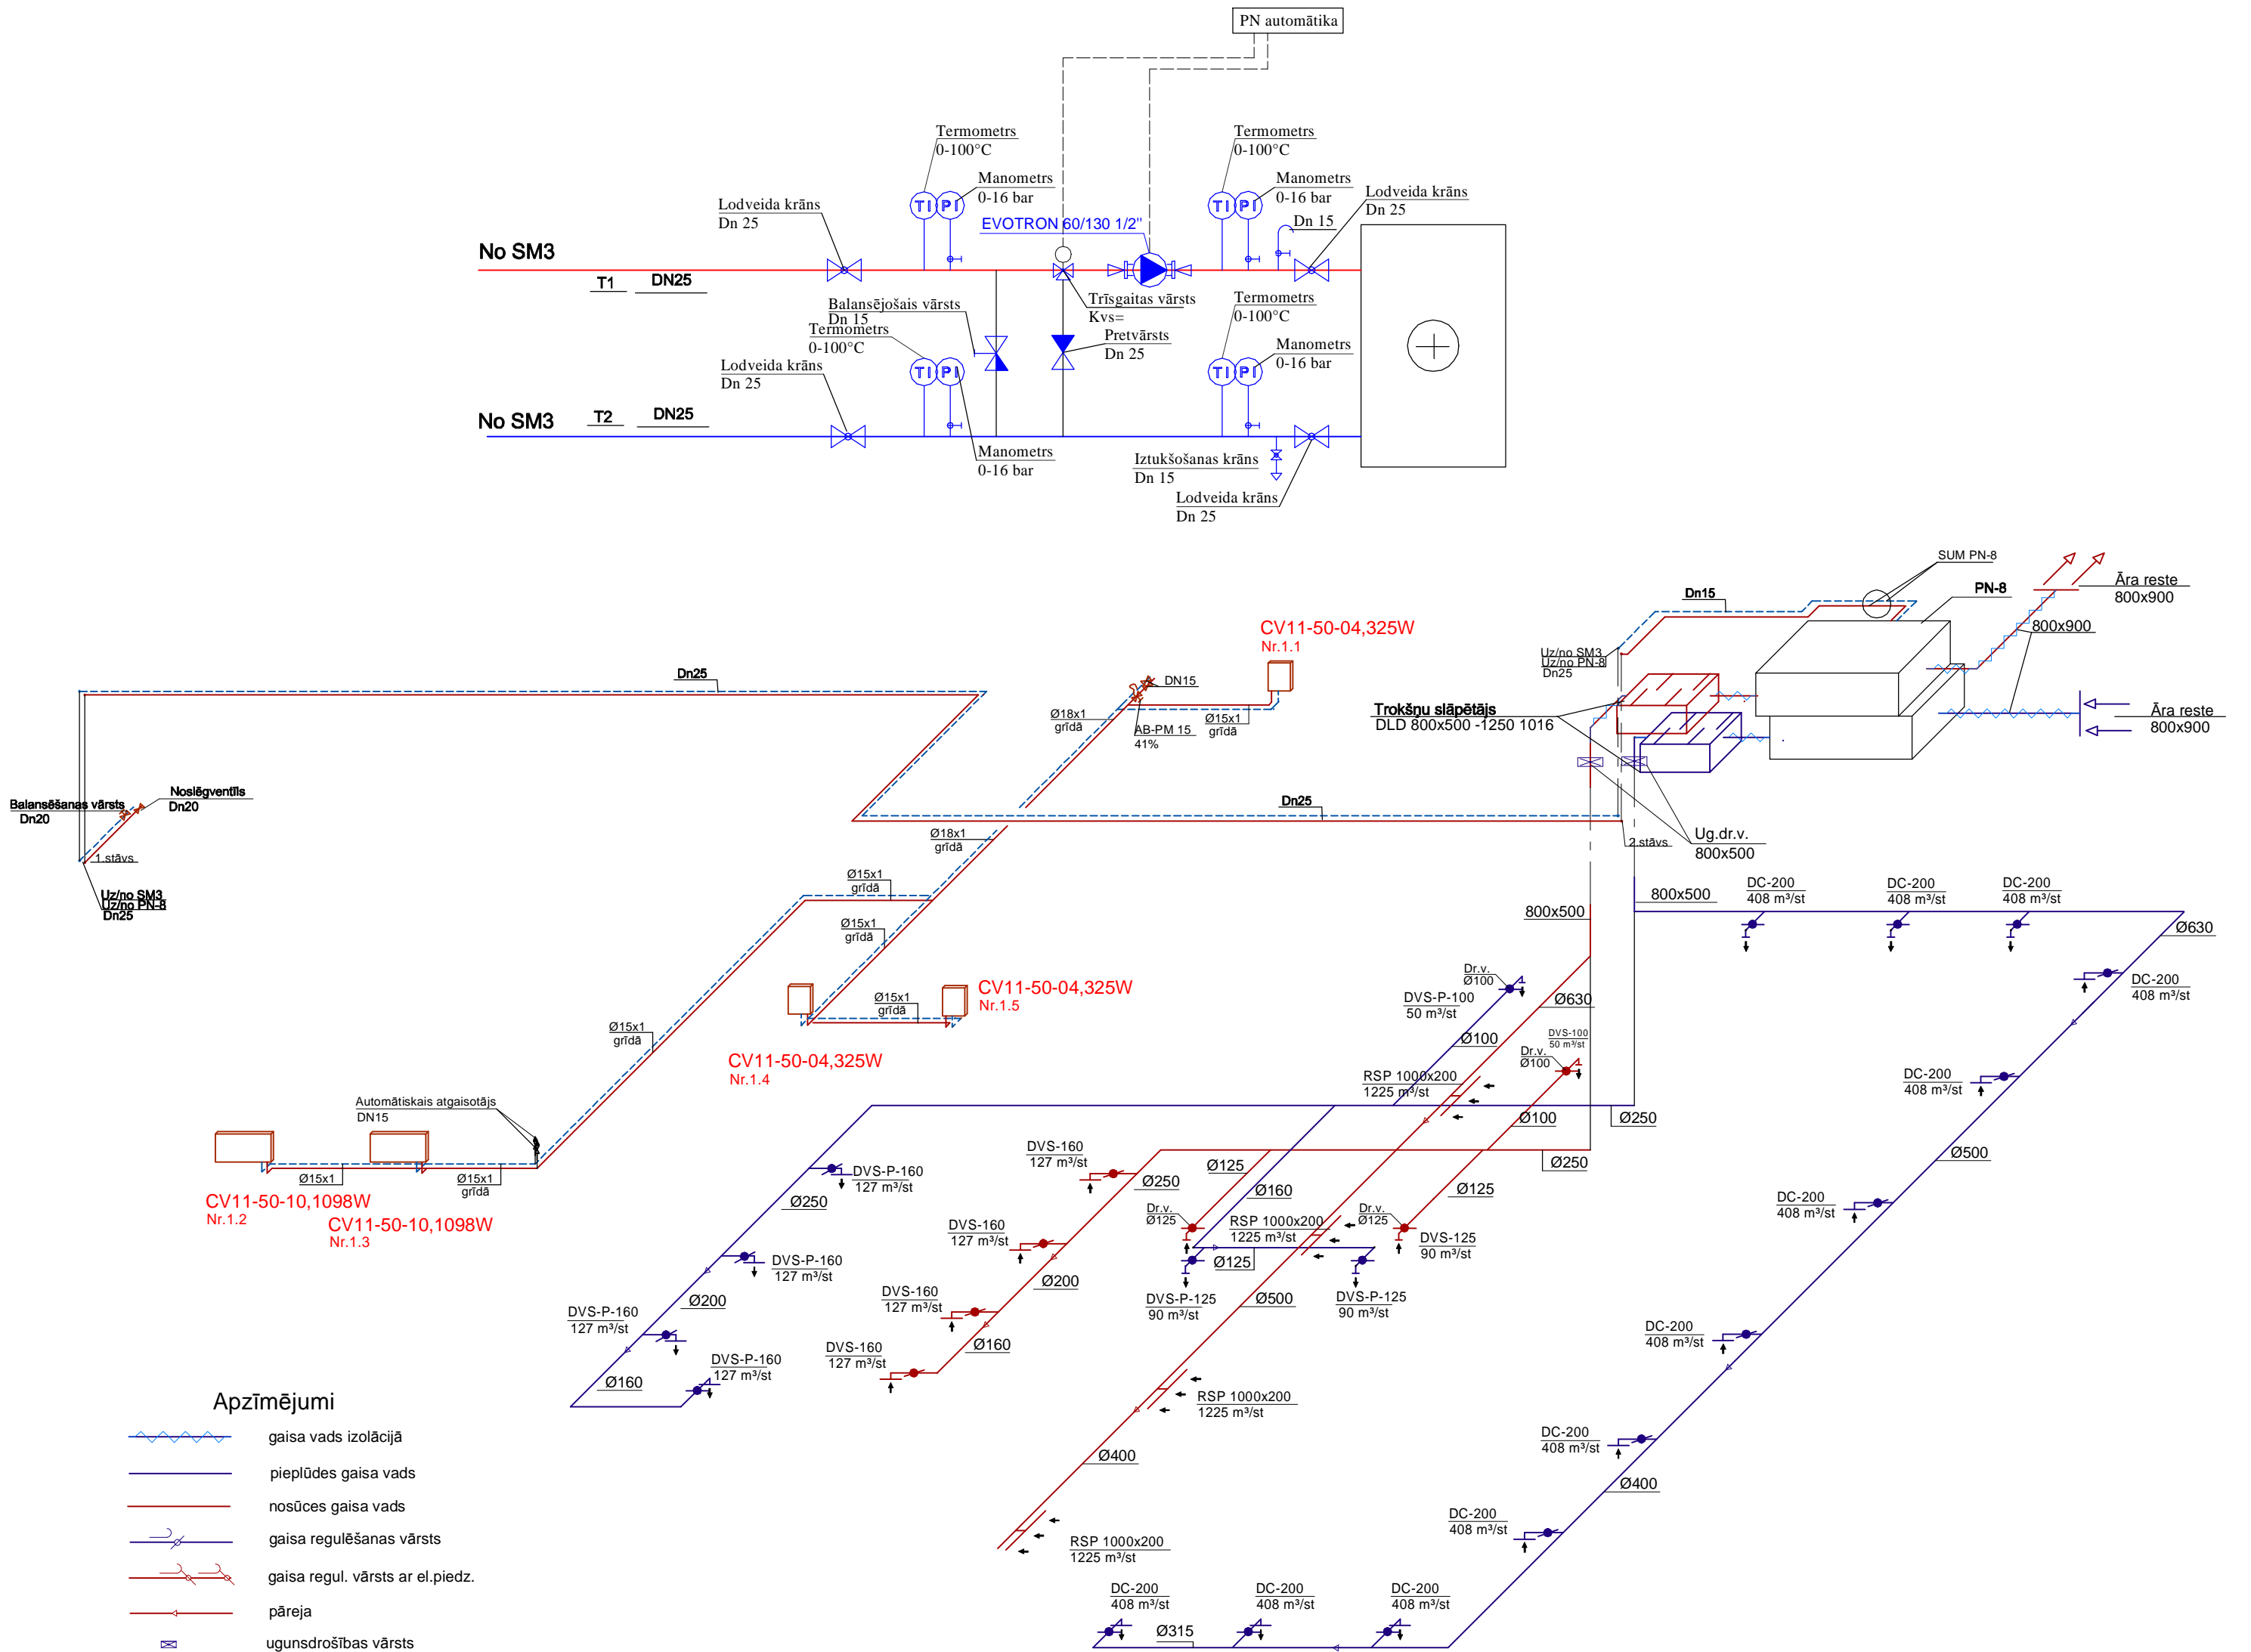 PN automātika
Termometrs
0-100°C
Manometrs
0-16 bar
Termometrs
0-100°C
Manometrs
0-16 bar
Lodveida krāns
Dn 25
Lodveida krāns
Dn 25
TI PI
EVOTRON 60/130 1/2"
TI PI
Dn 15
No SM3
T1 DN25
Balansējošais vārsts
Dn 15
Termometrs
0-100°C
Trīsgaitas vārsts
Kvs=
Pretvārsts
Dn 25
Termometrs
0-100°C
Manometrs
0-16 bar
Lodveida krāns
Dn 25
TI PI
TI PI
No SM3
T2 DN25
Manometrs
0-16 bar
Iztukšošanas krāns
Dn 15
Lodveida krāns
Dn 25
SUM PN-8
PN-8
Āra reste
800x900
Dn15
800x900
Uz/no SM3
Uz/no PN-8
Dn25
Trokšņu slāpētājs
DLD 800x500 -1250 1016
Āra reste
800x900
CV11-50-04,325W
Nr.1.1
Dn25
DN15
Ø18x1
grīdā
Ø15x1
grīdā
AB-PM 15
41%
Balansēšanas vārsts
Dn20
Noslēgventīls
Dn20
1.stāvs
Uz/no SM3
Uz/no PN-8
Dn25
Dn25
2.stāvs
Ug.dr.v.
800x500
Ø18x1
grīdā
Ø15x1
grīdā
Ø15x1
grīdā
800x500
800x500
DC-200
408 m³/st
DC-200
408 m³/st
DC-200
408 m³/st
Ø630
DC-200
408 m³/st
CV11-50-04,325W
Nr.1.5
Ø15x1
grīdā
Ø15x1
grīdā
CV11-50-04,325W
Nr.1.4
Dr.v.
Ø100
DVS-P-100
50 m³/st
Ø630
Ø100
DVS-100
50 m³/st
Dr.v.
Ø100
RSP 1000x200
1225 m³/st
Ø100
Ø250
DC-200
408 m³/st
Automātiskais atgaisotājs
DN15
Ø15x1
Ø15x1
grīdā
CV11-50-10,1098W
Nr.1.2
CV11-50-10,1098W
Nr.1.3
DVS-P-160
127 m³/st
Ø250
DVS-160
127 m³/st
Ø250
Ø125
Ø160
Ø125
Ø250
Ø500
DC-200
408 m³/st
DVS-P-160
127 m³/st
DVS-160
127 m³/st
Dr.v.
Ø125
RSP 1000x200
1225 m³/st
Dr.v.
Ø125
DVS-125
90 m³/st
Ø125
Ø200
Ø200
DVS-P-160
127 m³/st
DVS-160
127 m³/st
DVS-P-125
90 m³/st
Ø500
DVS-P-125
90 m³/st
DC-200
408 m³/st
DVS-P-160
127 m³/st
Ø160
DVS-160
127 m³/st
Ø160
RSP 1000x200
1225 m³/st
Ø400
DC-200
408 m³/st
Ø400
DC-200
408 m³/st
RSP 1000x200
1225 m³/st
DC-200
408 m³/st
DC-200
408 m³/st
DC-200
408 m³/st
Ø315
Apzīmējumi
gaisa vads izolācijā
pieplūdes gaisa vads
nosūces gaisa vads
gaisa regulēšanas vārsts
gaisa regul. vārsts ar el.piedz.
pāreja
ugunsdrošības vārsts